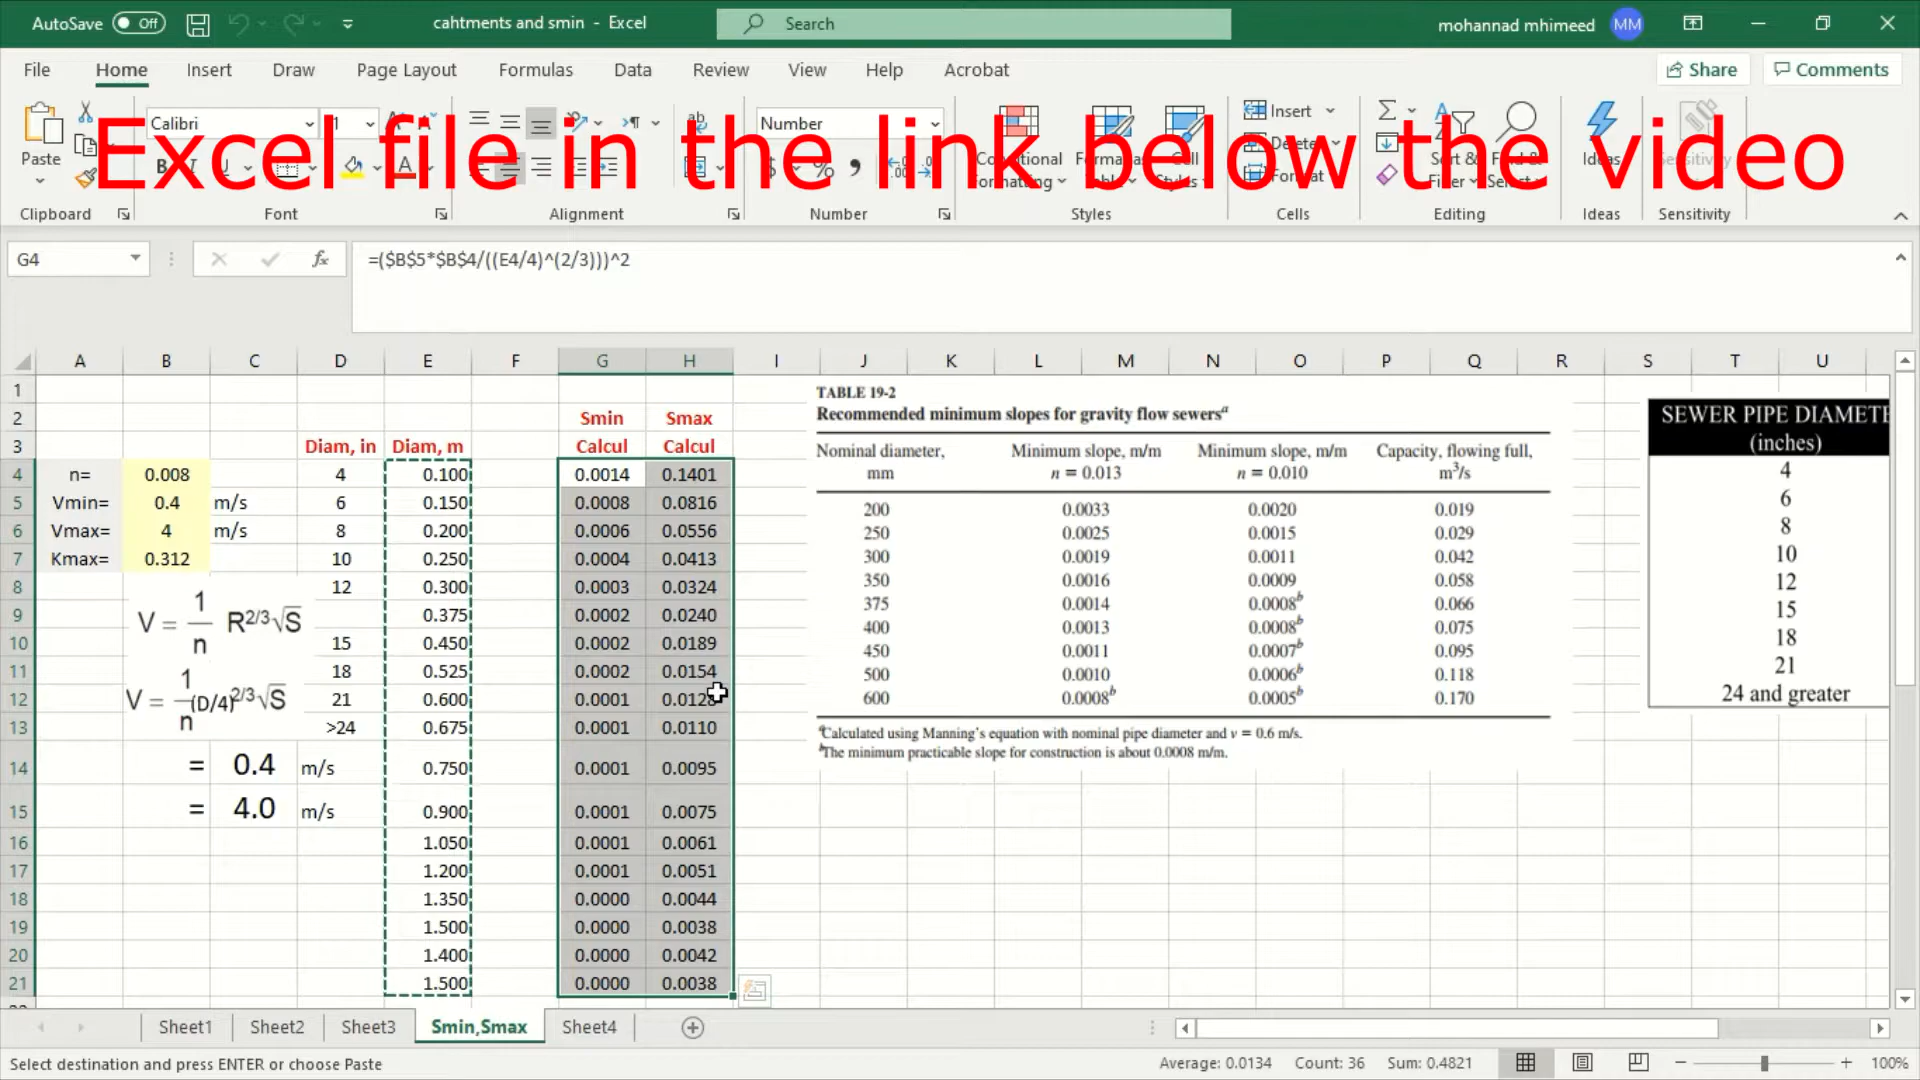 AutoSave Off cahtments and smin - Excel Search mohannad mhimeed MM
File Home Insert Draw Page Layout Formulas Data Review View Help Acrobat Share Comments
Excel file in the link below the video
Paste Calibri 1 Number Conditional Formatting Format Table Cell Styles Insert Delete Format Sort & Filter Find & Select Ideas Sensitivity
Clipboard Font Alignment Number Styles Cells Editing Ideas Sensitivity
G4 fx =($B$5*$B$4/((E4/4)^(2/3)))^2
A B C D E F G H I J K L M N O P Q R S T U
1
2 Smin Smax
3 Diam, in Diam, m Calcul Calcul
4 n= 0.008 4 0.100 0.0014 0.1401
5 Vmin= 0.4 m/s 6 0.150 0.0008 0.0816
6 Vmax= 4 m/s 8 0.200 0.0006 0.0556
7 Kmax= 0.312 10 0.250 0.0004 0.0413
8 12 0.300 0.0003 0.0324
9 0.375 0.0002 0.0240
V = 1/n R2/3√S
10 15 0.450 0.0002 0.0189
11 18 0.525 0.0002 0.0154
12 21 0.600 0.0001 0.0128
V = 1/n (D/4)2/3√S
13 >24 0.675 0.0001 0.0110
14 = 0.4 m/s 0.750 0.0001 0.0095
15 = 4.0 m/s 0.900 0.0001 0.0075
16 1.050 0.0001 0.0061
17 1.200 0.0001 0.0051
18 1.350 0.0000 0.0044
19 1.500 0.0000 0.0038
20 1.400 0.0000 0.0042
21 1.500 0.0000 0.0038
TABLE 19-2
Recommended minimum slopes for gravity flow sewersa
Nominal diameter, Minimum slope, m/m Minimum slope, m/m Capacity, flowing full,
mm n = 0.013 n = 0.010 m3/s
200 0.0033 0.0020 0.019
250 0.0025 0.0015 0.029
300 0.0019 0.0011 0.042
350 0.0016 0.0009 0.058
375 0.0014 0.0008b 0.066
400 0.0013 0.0008b 0.075
450 0.0011 0.0007b 0.095
500 0.0010 0.0006b 0.118
600 0.0008b 0.0005b 0.170
aCalculated using Manning's equation with nominal pipe diameter and v = 0.6 m/s.
bThe minimum practicable slope for construction is about 0.0008 m/m.
SEWER PIPE DIAMETE
(inches)
4
6
8
10
12
15
18
21
24 and greater
Sheet1 Sheet2 Sheet3 Smin,Smax Sheet4
Select destination and press ENTER or choose Paste Average: 0.0134 Count: 36 Sum: 0.4821 100%